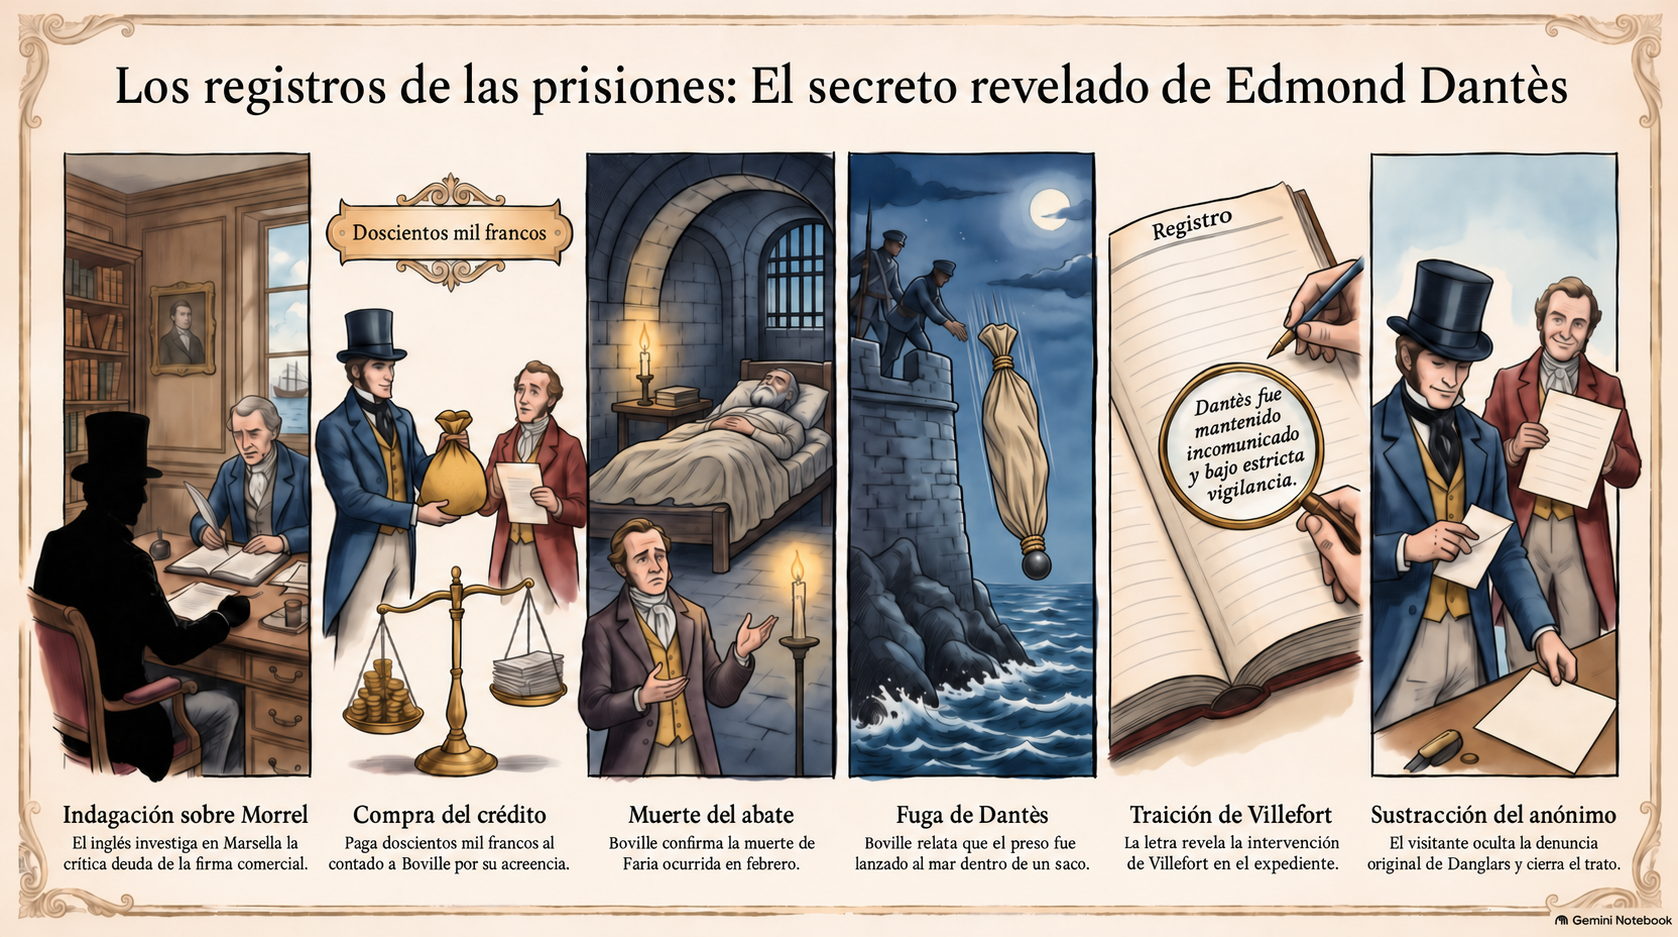 Los registros de las prisiones: El secreto revelado de Edmond Dantès
Doscientos mil francos
Registro
Dantès fue
mantenido
incomunicado
y bajo estricta
vigilancia.
Indagación sobre Morrel
El inglés investiga en Marsella la
crítica deuda de la firma comercial.
Compra del crédito
Paga doscientos mil francos al
contado a Boville por su acreencia.
Muerte del abate
Boville confirma la muerte de
Faria ocurrida en febrero.
Fuga de Dantès
Boville relata que el preso fue
lanzado al mar dentro de un saco.
Traición de Villefort
La letra revela la intervención
de Villefort en el expediente.
Sustracción del anónimo
El visitante oculta la denuncia
original de Danglars y cierra el trato.
Gemini Notebook